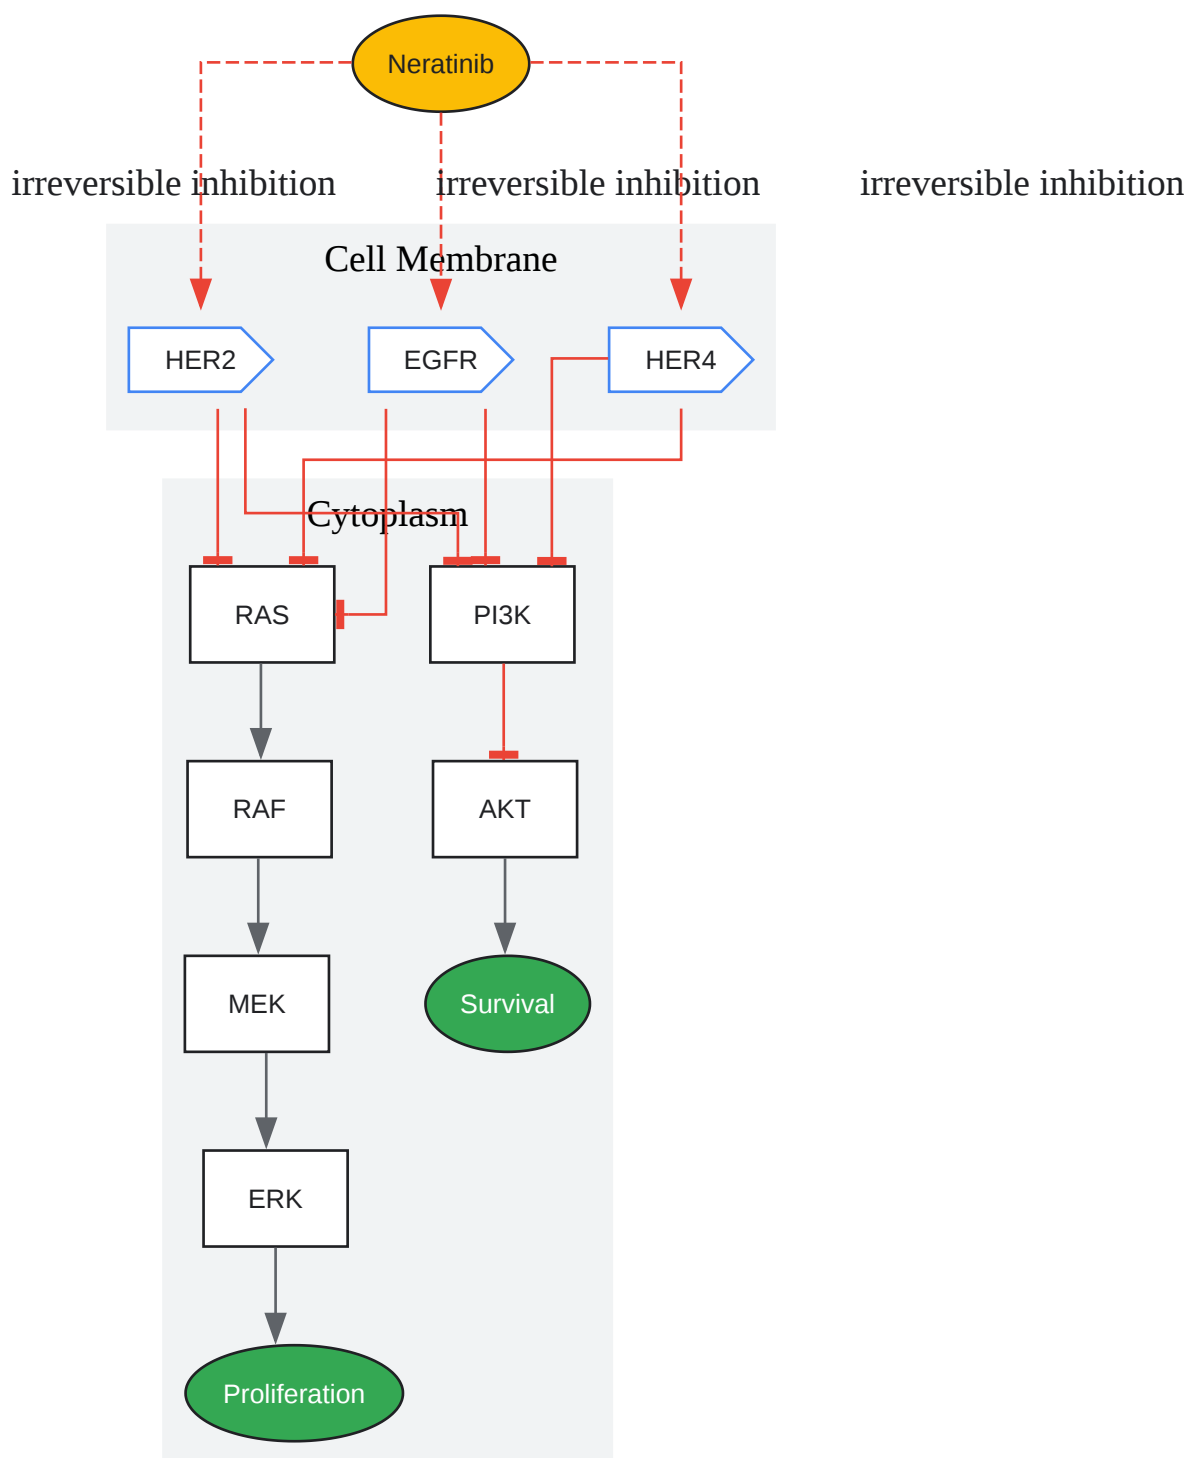 Neratinib
irreversible inhibition
irreversible inhibition
irreversible inhibition
Cell Membrane
HER2
EGFR
HER4
Cytoplasm
RAS
PI3K
RAF
AKT
MEK
Survival
ERK
Proliferation